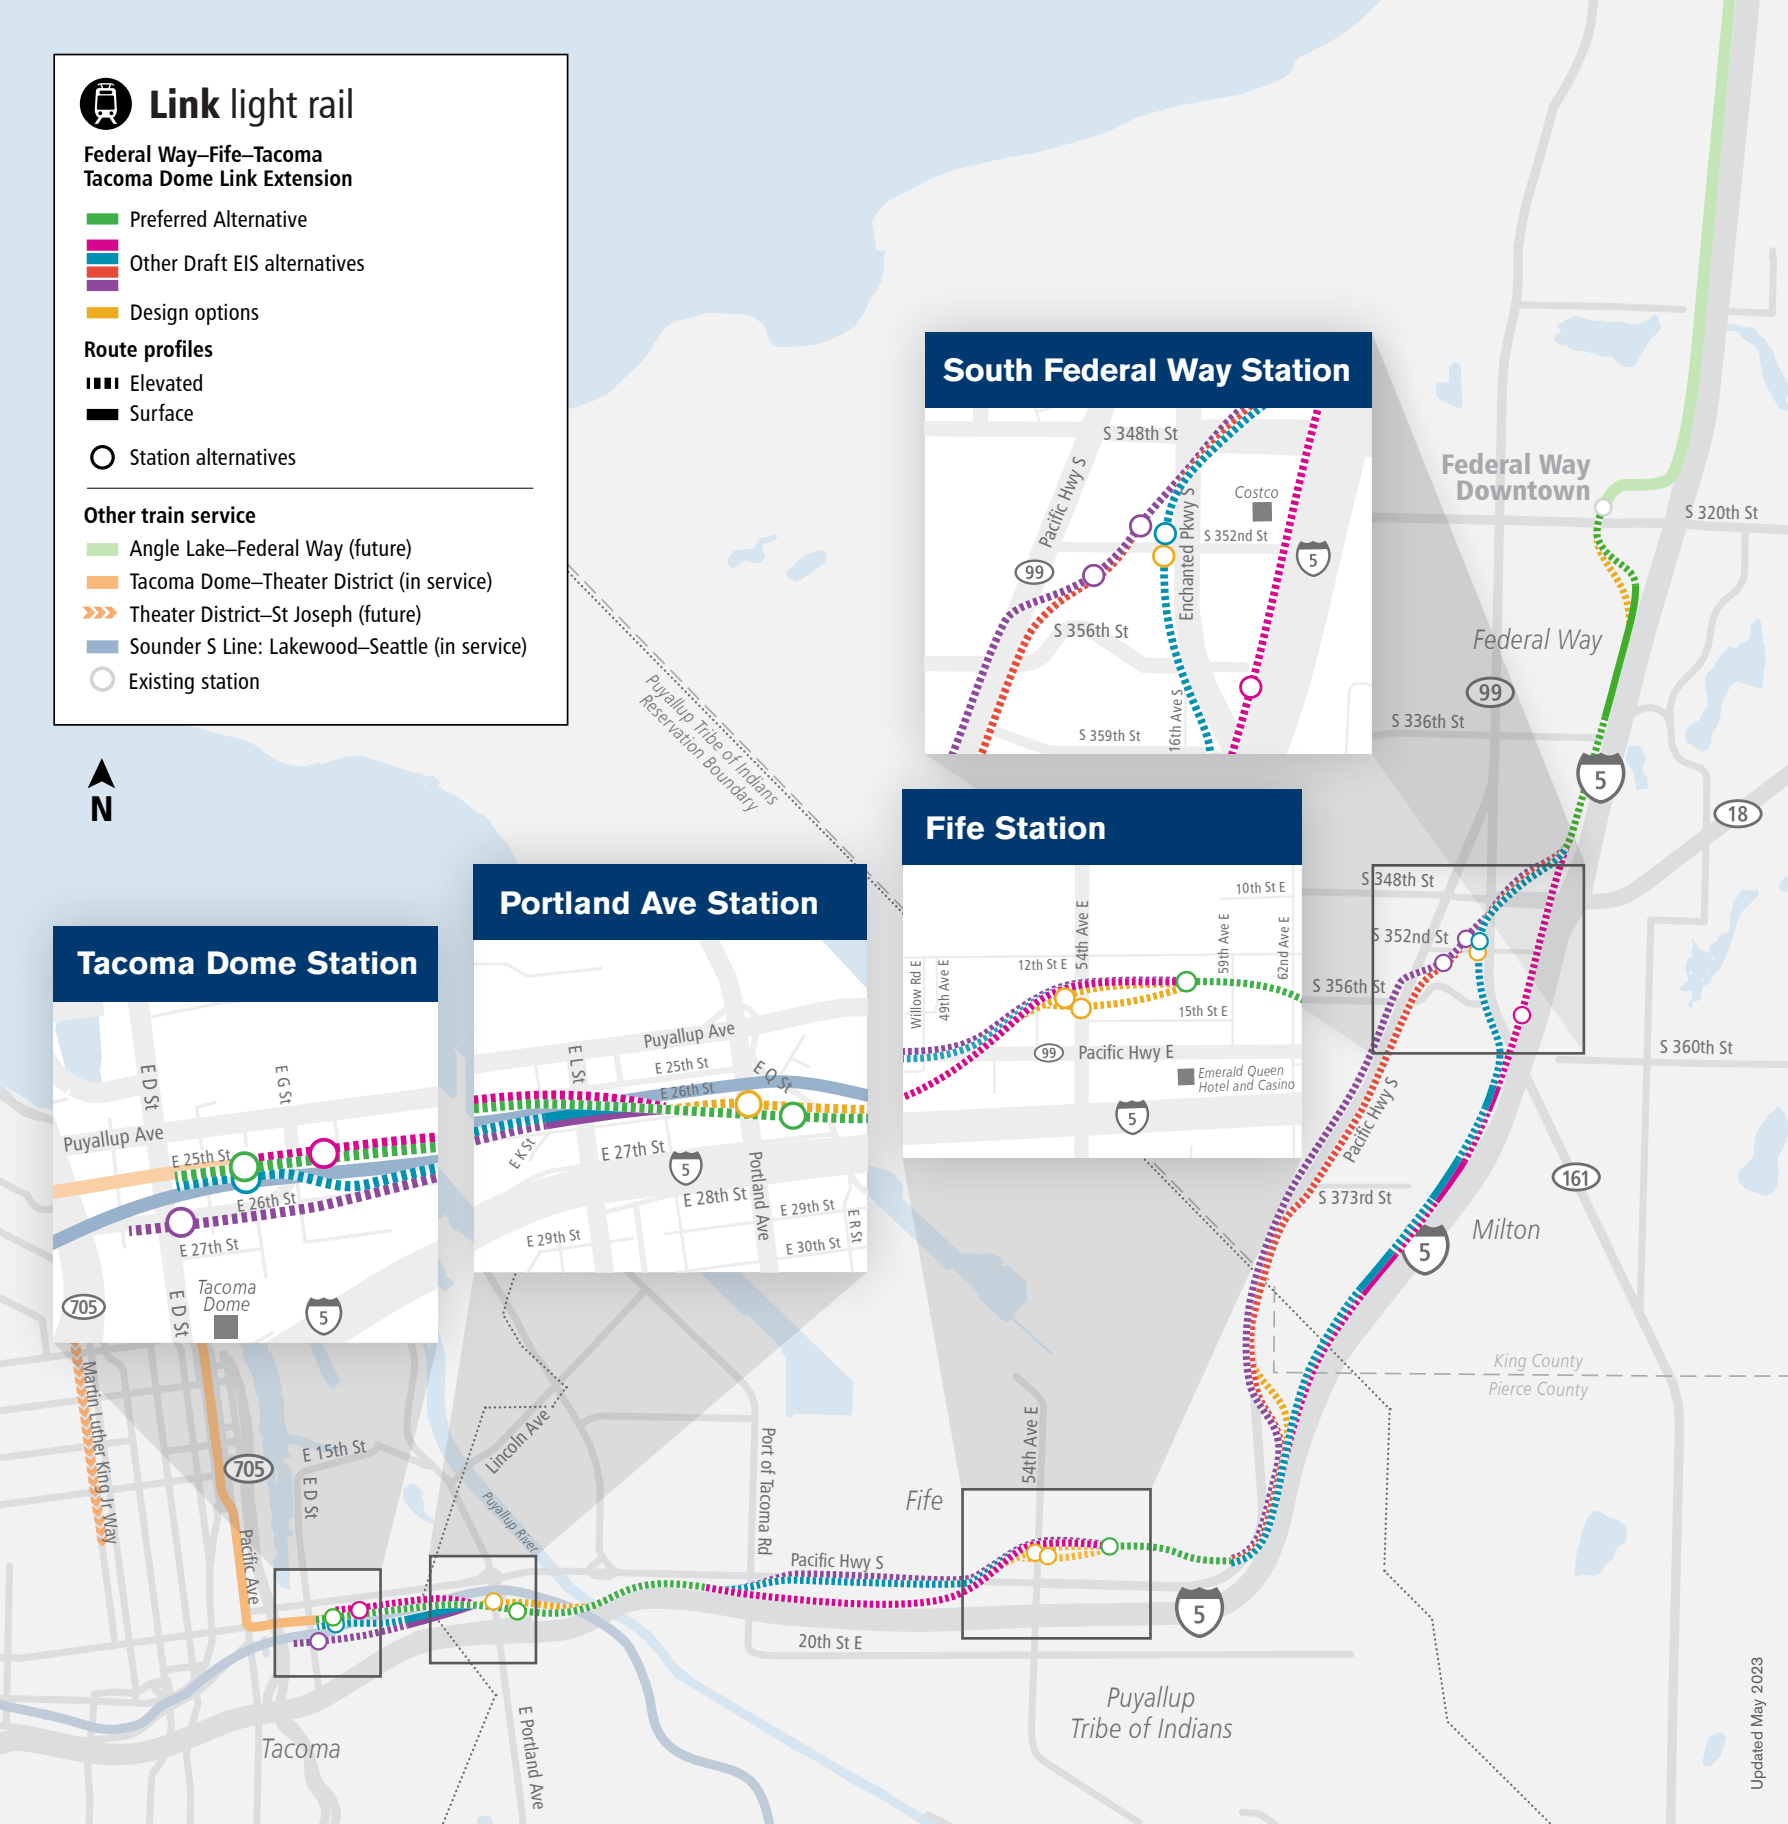 Link light rail
Federal Way–Fife–Tacoma
Tacoma Dome Link Extension
Preferred Alternative
Other Draft EIS alternatives
Design options
Route profiles
Elevated
Surface
Station alternatives
Other train service
Angle Lake–Federal Way (future)
Tacoma Dome–Theater District (in service)
Theater District–St Joseph (future)
Sounder S Line: Lakewood–Seattle (in service)
Existing station
N
Puyallup Tribe of Indians
Reservation Boundary
South Federal Way Station
S 348th St
Pacific Hwy S
Costco
Enchanted Pkwy S
S 352nd St
5
99
S 356th St
16th Ave S
S 359th St
Federal Way
Downtown
S 320th St
Federal Way
99
S 336th St
5
18
S 348th St
S 352nd St
S 356th St
S 360th St
Pacific Hwy S
161
S 373rd St
Milton
5
King County
Pierce County
Fife Station
10th St E
54th Ave E
59th Ave E
62nd Ave E
12th St E
Willow Rd E
49th Ave E
15th St E
99
Pacific Hwy E
Emerald Queen
Hotel and Casino
5
Portland Ave Station
Puyallup Ave
E L St
E 25th St
E Q St
E 26th St
E K St
E 27th St
5
Portland Ave
E 28th St
E 29th St
E R St
E 29th St
E 30th St
Tacoma Dome Station
E D St
E G St
Puyallup Ave
E 25th St
E 26th St
E 27th St
E D St
Tacoma
Dome
705
5
Martin Luther King Jr Way
705
E 15th St
E D St
Pacific Ave
Lincoln Ave
Puyallup River
Port of Tacoma Rd
Pacific Hwy S
Fife
54th Ave E
5
20th St E
Puyallup
Tribe of Indians
Tacoma
E Portland Ave
Updated May 2023